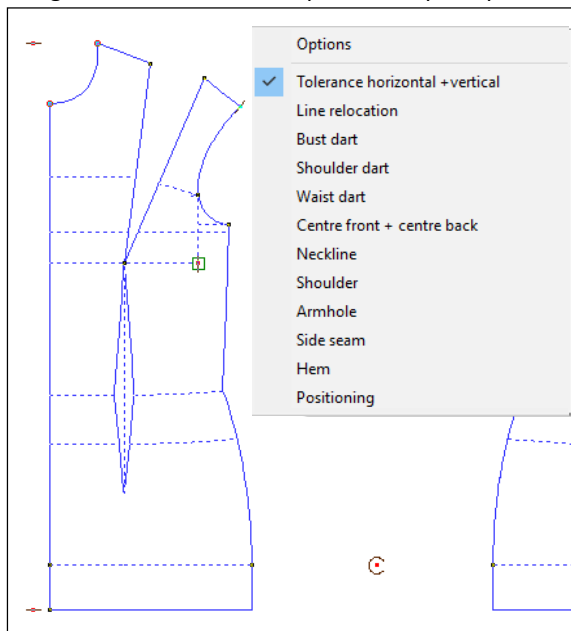 Options
Tolerance horizontal +vertical
Line relocation
Bust dart
Shoulder dart
Waist dart
Centre front + centre back
Neckline
Shoulder
Armhole
Side seam
Hem
Positioning